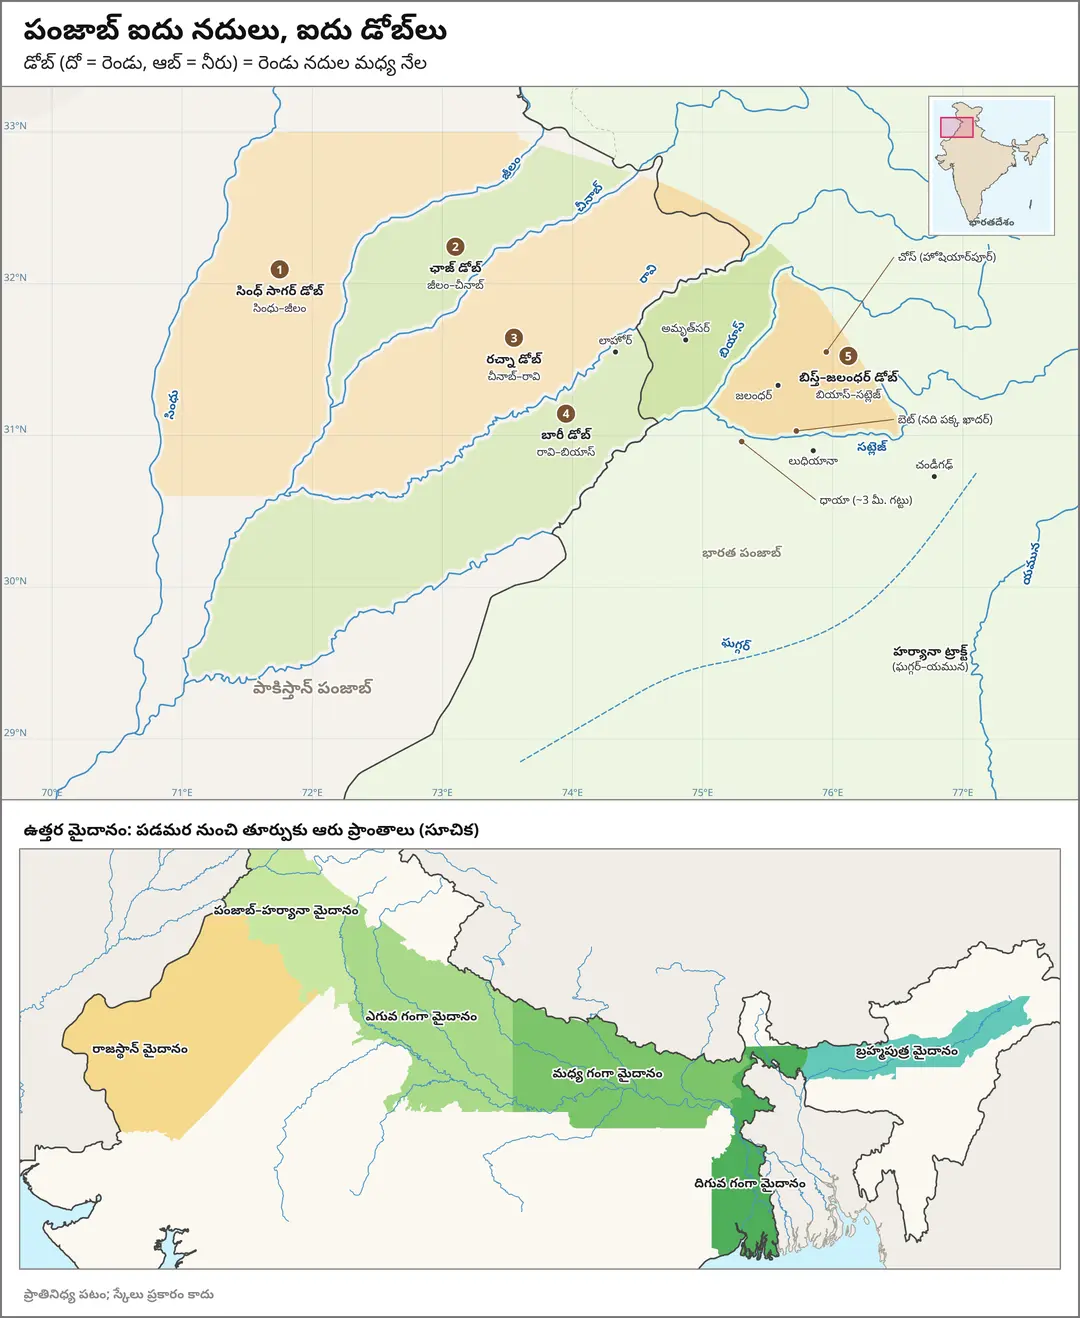 పంజాబ్ ఐదు నదులు, ఐదు డోబ్‌లు
డోబ్ (దో = రెండు, ఆబ్ = నీరు) = రెండు నదుల మధ్య నేల
33°N
32°N
31°N
30°N
29°N
70°E
71°E
72°E
73°E
74°E
75°E
76°E
77°E
భారతదేశం
జీలం
చీనాబ్
రావి
బియాస్
సట్లెజ్
సింధు
ఘగ్గర్
యమున
1
సింధ్ సాగర్ డోబ్
సింధు–జీలం
2
ఛాజ్ డోబ్
జీలం–చీనాబ్
3
రచ్నా డోబ్
చీనాబ్–రావి
4
బారీ డోబ్
రావి–బియాస్
5
బిస్త్–జలంధర్ డోబ్
బియాస్–సట్లెజ్
లాహోర్
అమృత్‌సర్
జలంధర్
లుధియానా
చండీగఢ్
చోస్ (హోషియార్‌పూర్)
బెట్ (నది పక్క ఖాదర్)
ధాయా (~3 మీ. గట్టు)
భారత పంజాబ్
పాకిస్తాన్ పంజాబ్
హర్యానా ట్రాక్ట్
(ఘగ్గర్–యమున)
ఉత్తర మైదానం: పడమర నుంచి తూర్పుకు ఆరు ప్రాంతాలు (సూచిక)
పంజాబ్–హర్యానా మైదానం
రాజస్థాన్ మైదానం
ఎగువ గంగా మైదానం
మధ్య గంగా మైదానం
బ్రహ్మపుత్ర మైదానం
దిగువ గంగా మైదానం
ప్రాతినిధ్య పటం; స్కేలు ప్రకారం కాదు